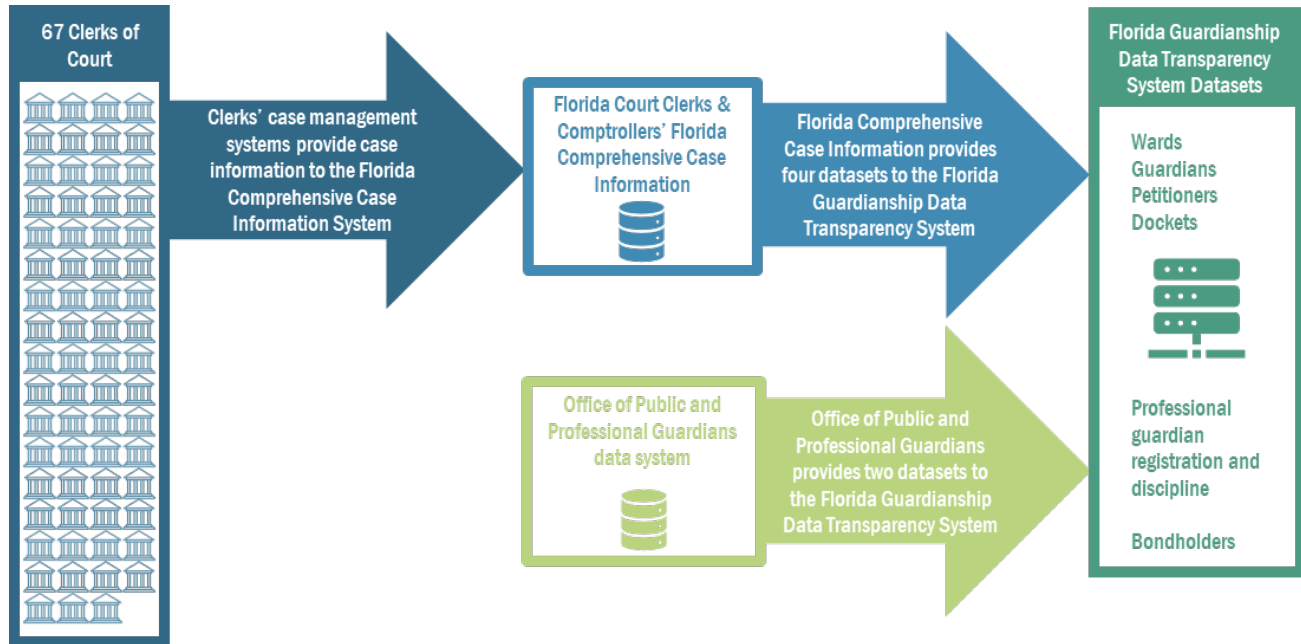 67 Clerks of
Court
Clerks' case management
systems provide case
information to the Florida
Comprehensive Case
Information System
Florida Court Clerks &
Comptrollers' Florida
Comprehensive Case
Information
Florida Comprehensive
Case Information provides
four datasets to the Florida
Guardianship Data
Transparency System
Office of Public and
Professional Guardians
data system
Office of Public and
Professional Guardians
provides two datasets to
the Florida Guardianship
Data Transparency System
Florida Guardianship
Data Transparency
System Datasets
Wards
Guardians
Petitioners
Dockets
Professional
guardian
registration and
discipline
Bondholders